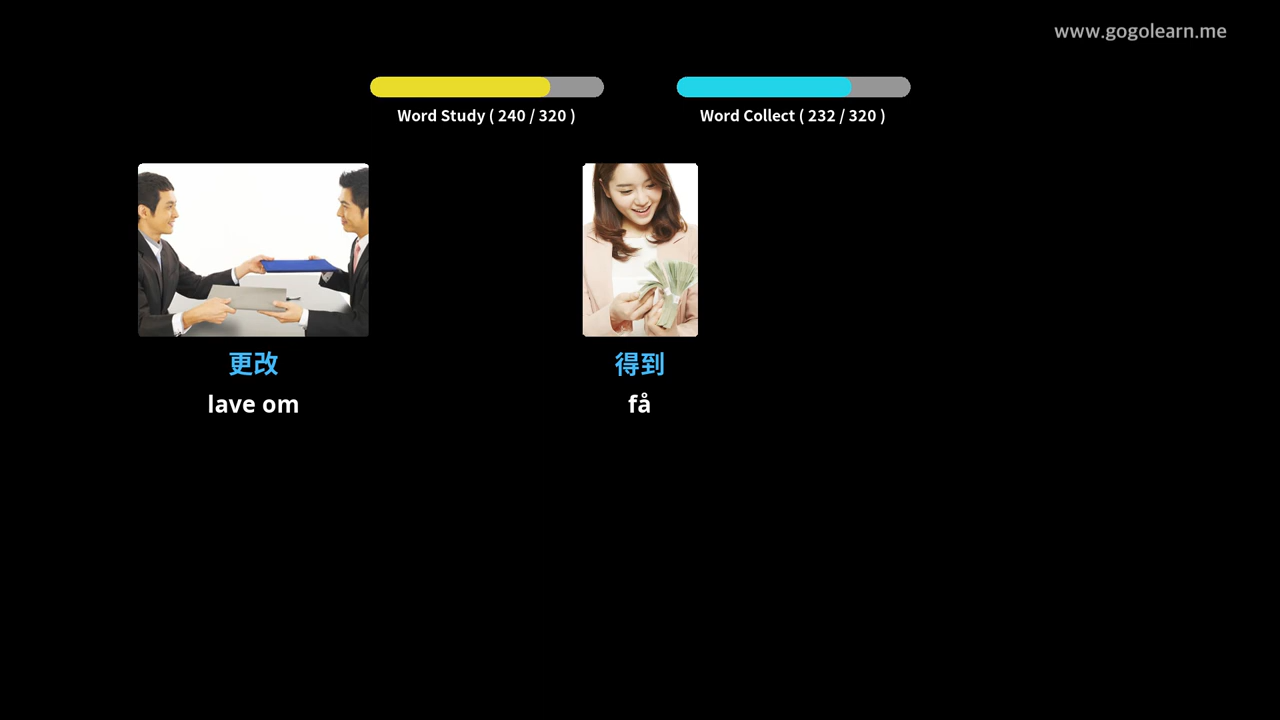 www.gogolearn.me
Word Study ( 240 / 320 )
Word Collect ( 232 / 320 )
更改
lave om
得到
få